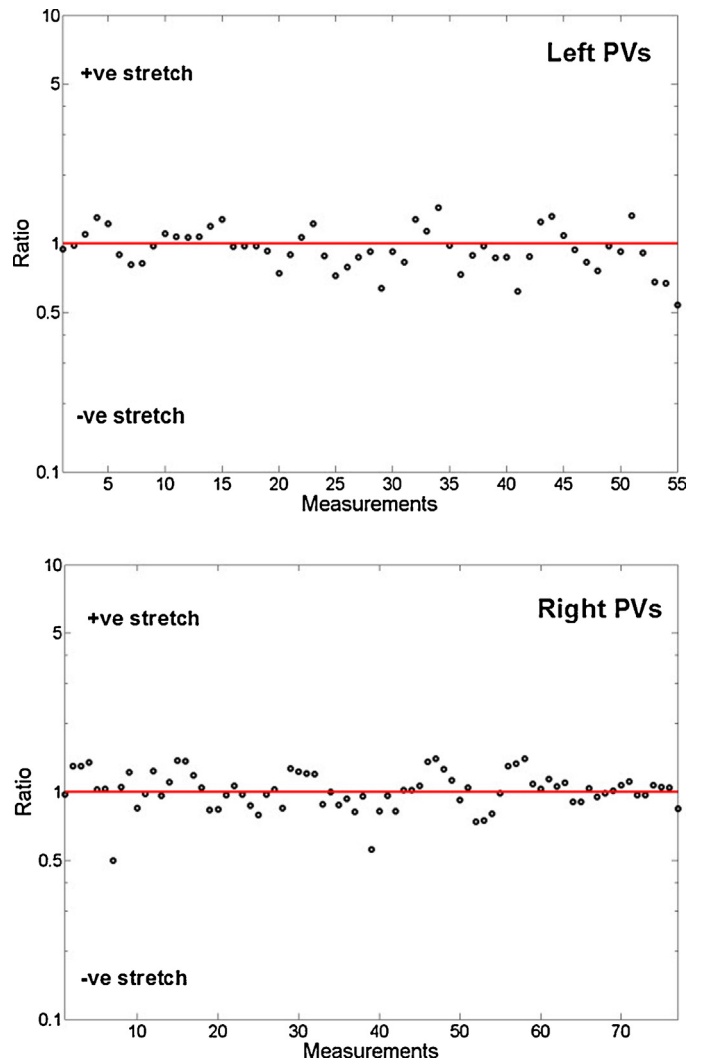 10
Left PVs
+ve stretch
5
Ratio
1
0.5
-ve stretch
0.1
5 10 15 20 25 30 35 40 45 50 55
Measurements
10
Right PVs
+ve stretch
5
Ratio
1
0.5
-ve stretch
0.1
10 20 30 40 50 60 70
Measurements